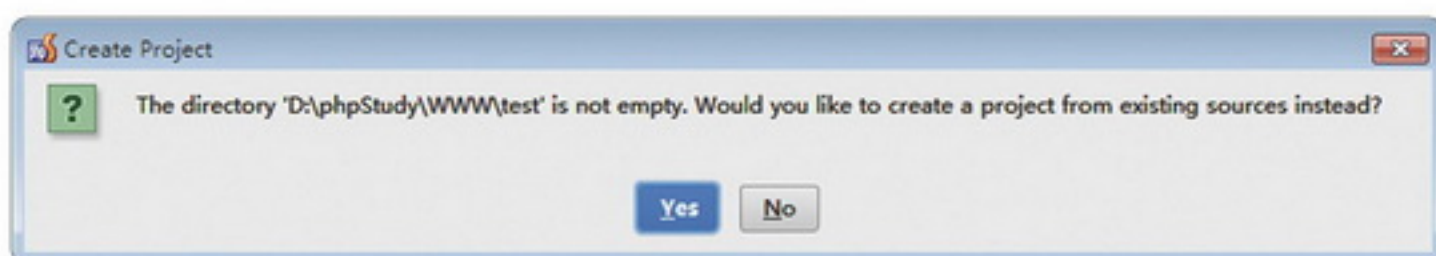 Create Project
The directory 'D:\phpStudy\WWW\test' is not empty. Would you like to create a project from existing sources instead?
Yes
No